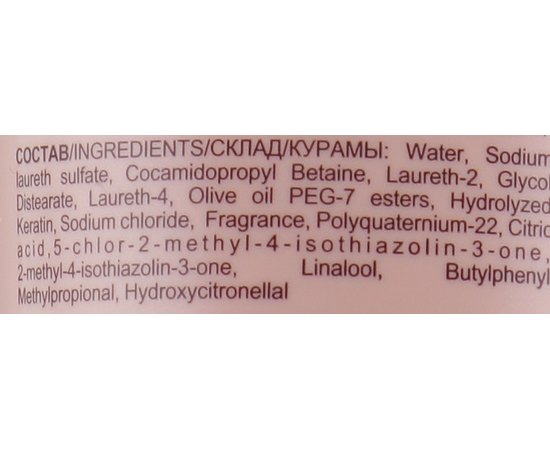 СОСТАВ/INGREDIENTS/СКЛАД/КУРАМЫ: Water, Sodium
laureth sulfate, Cocamidopropyl Betaine, Laureth-2, Glycol
Distearate, Laureth-4, Olive oil PEG-7 esters, Hydrolyzed
Keratin, Sodium chloride, Fragrance, Polyquaternium-22, Citric
acid,5-chlor-2-methyl-4-isothiazolin-3-one,
2-methyl-4-isothiazolin-3-one, Linalool, Butylphenyl
Methylpropional, Hydroxycitronellal